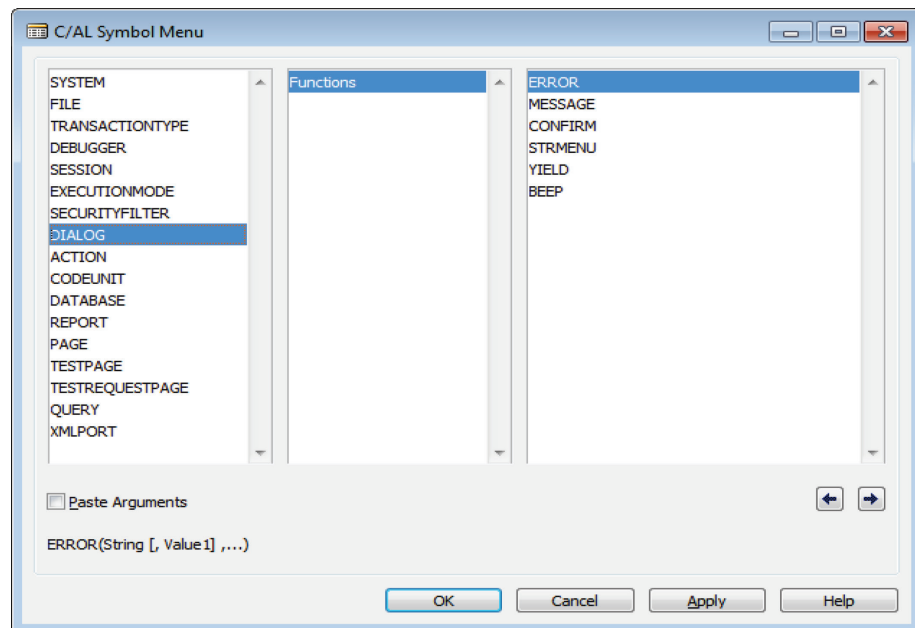 C/AL Symbol Menu
SYSTEM
FILE
TRANSACTIONTYPE
DEBUGGER
SESSION
EXECUTIONMODE
SECURITYFILTER
DIALOG
ACTION
CODEUNIT
DATABASE
REPORT
PAGE
TESTPAGE
TESTREQUESTPAGE
QUERY
XMLPORT
Functions
ERROR
MESSAGE
CONFIRM
STRMENU
YIELD
BEEP
Paste Arguments
ERROR(String [, Value1] ,...)
OK Cancel Apply Help